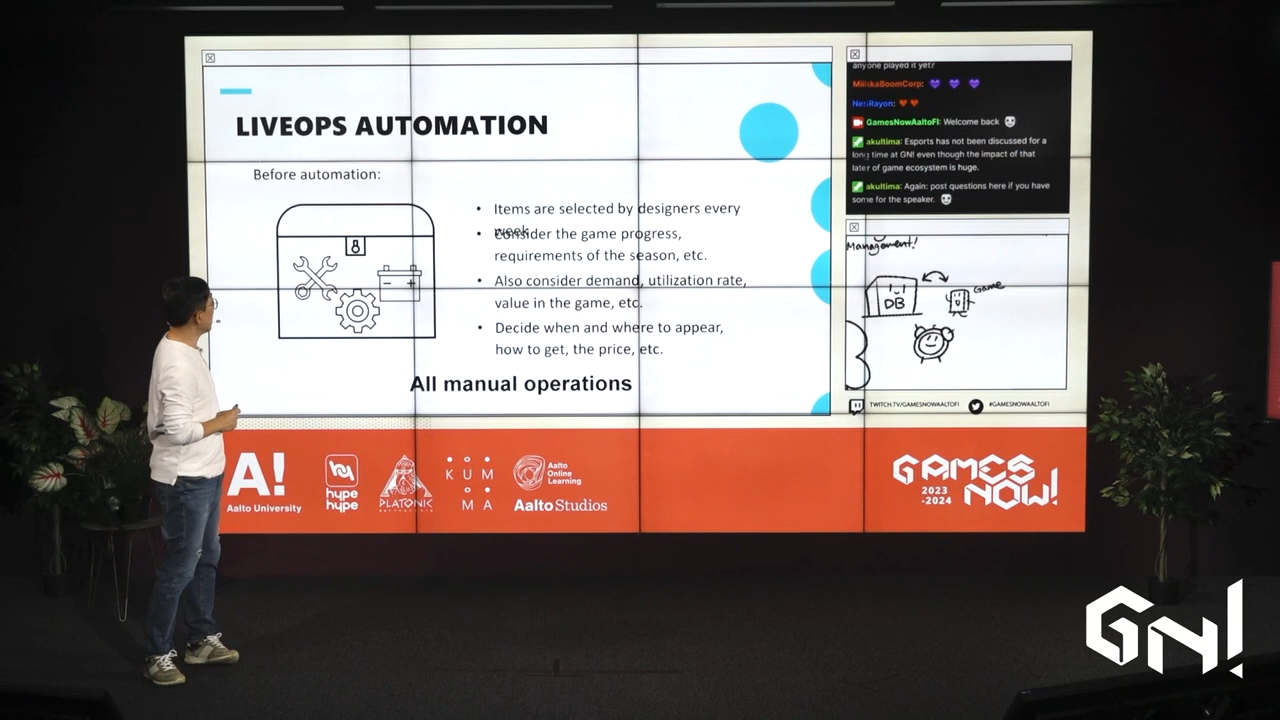 LIVEOPS AUTOMATION
Before automation:
• Items are selected by designers every
week.
• Consider the game progress,
requirements of the season, etc.
• Also consider demand, utilization rate,
value in the game, etc.
• Decide when and where to appear,
how to get, the price, etc.
All manual operations
anyone played it yet?
MiikkaBoomCorp:
NeoRayon:
GamesNowAaltoFI: Welcome back
akultima: Esports has not been discussed for a
long time at GN! even though the impact of that
later of game ecosystem is huge.
akultima: Again: post questions here if you have
some for the speaker.
Management!
DB
Game
TWITCH.TV/GAMESNOWAALTOFI
#GAMESNOWAALTOFI
A!
Aalto University
hype
hype
PLATONIC
KUM
MA
Aalto
Online
Learning
Aalto Studios
GAMES
NOW!
2023
-2024
GN!